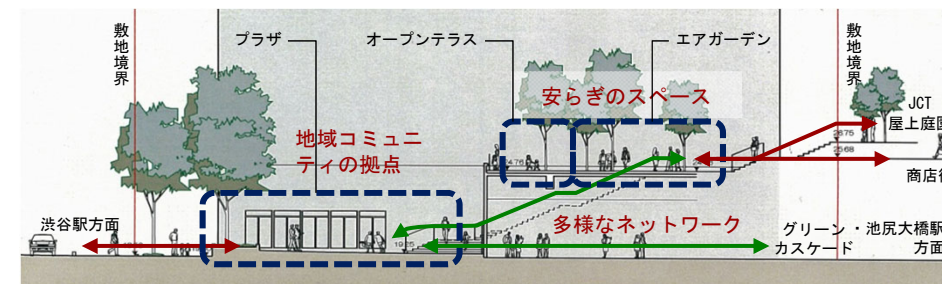 敷地境界
プラザ
オープンテラス
エアガーデン
敷地境界
安らぎのスペース
JCT
屋上庭園
地域コミュニ
ティの拠点
商店街
渋谷駅方面
多様なネットワーク
グリーン
カスケード
・池尻大橋駅
方面